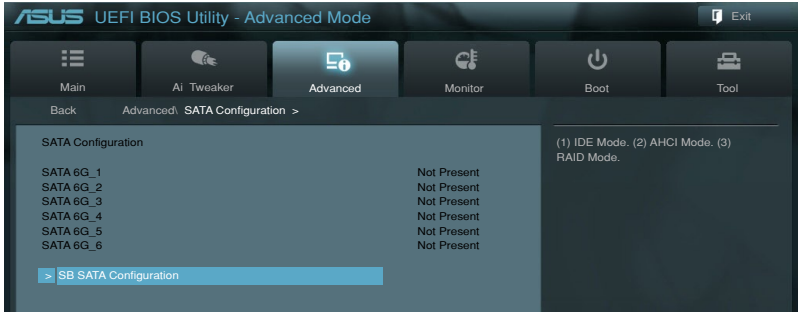 ASUS UEFI BIOS Utility - Advanced Mode
Exit
Main
Ai Tweaker
Advanced
Monitor
Boot
Tool
Back Advanced\ SATA Configuration >
SATA Configuration
SATA 6G_1 Not Present
SATA 6G_2 Not Present
SATA 6G_3 Not Present
SATA 6G_4 Not Present
SATA 6G_5 Not Present
SATA 6G_6 Not Present
> SB SATA Configuration
(1) IDE Mode. (2) AHCI Mode. (3)
RAID Mode.